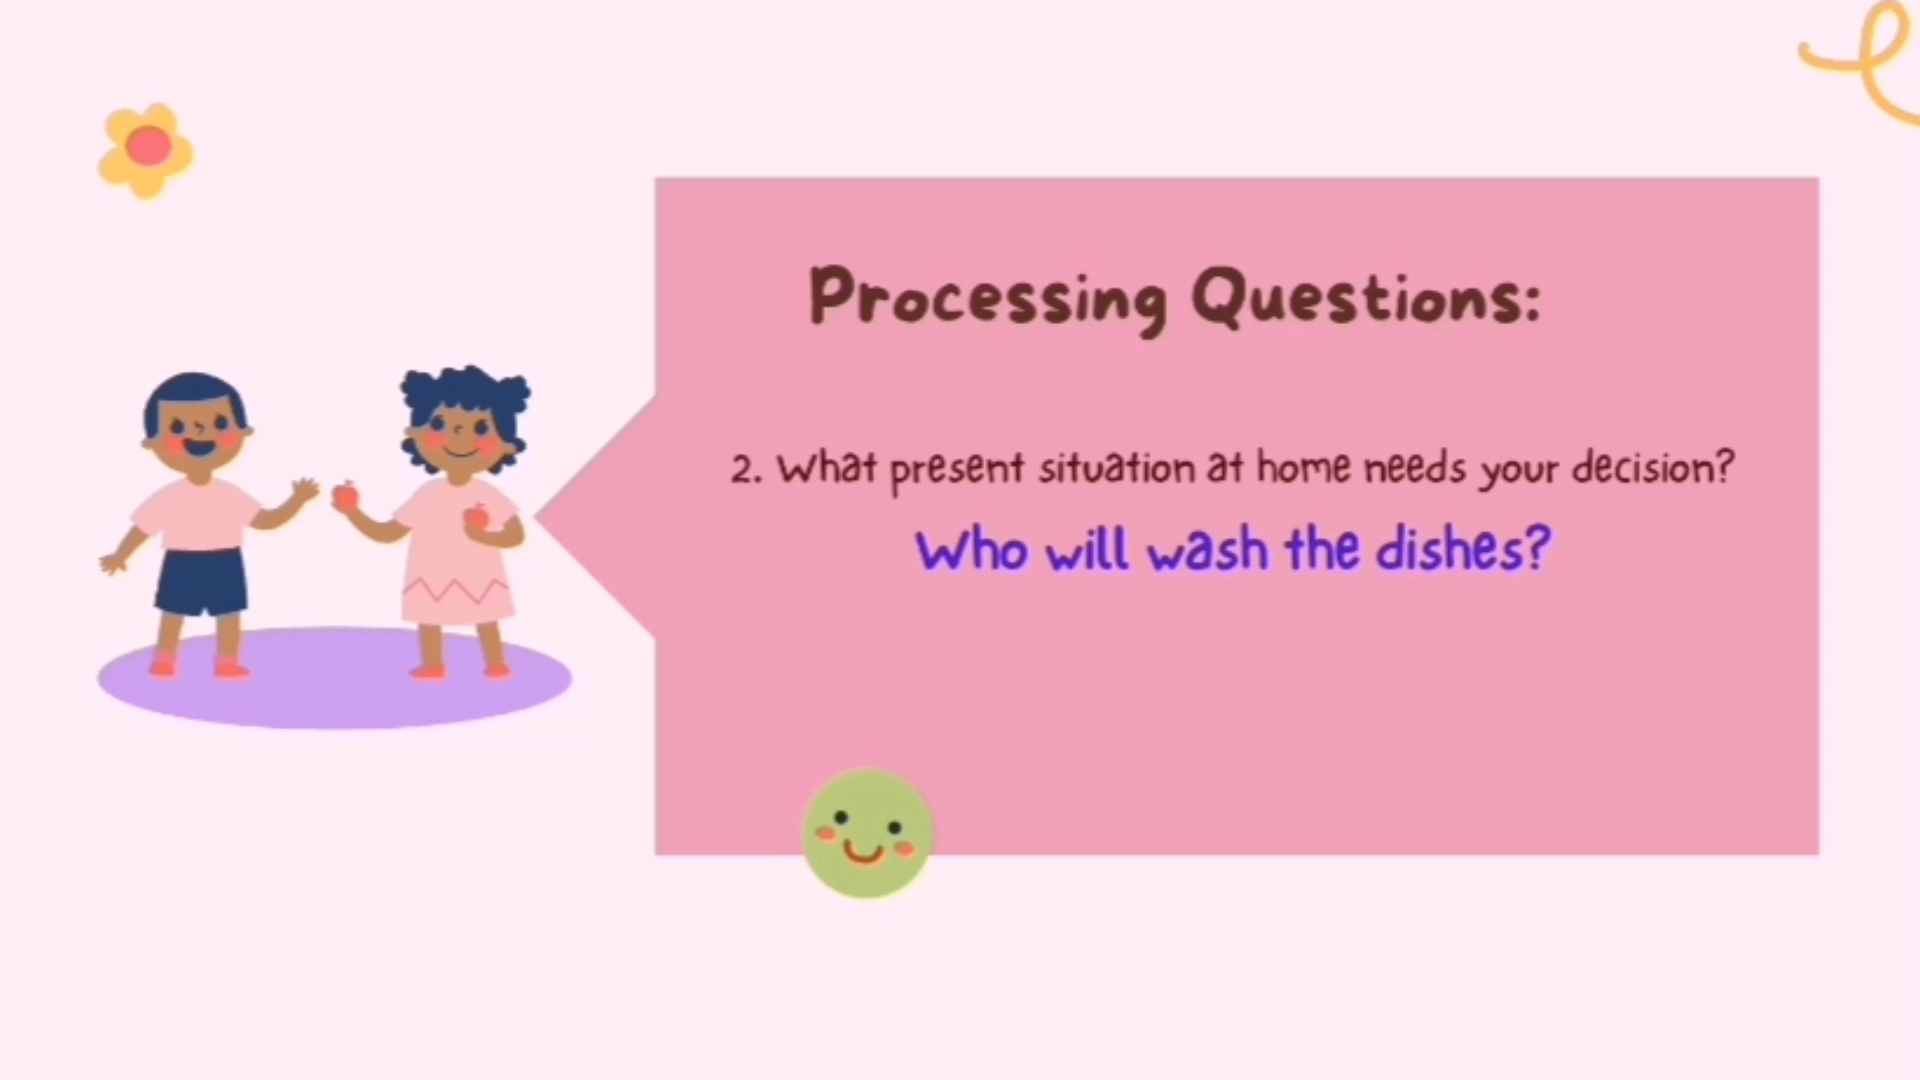 Processing Questions:
2. What present situation at home needs your decision?
Who will wash the dishes?